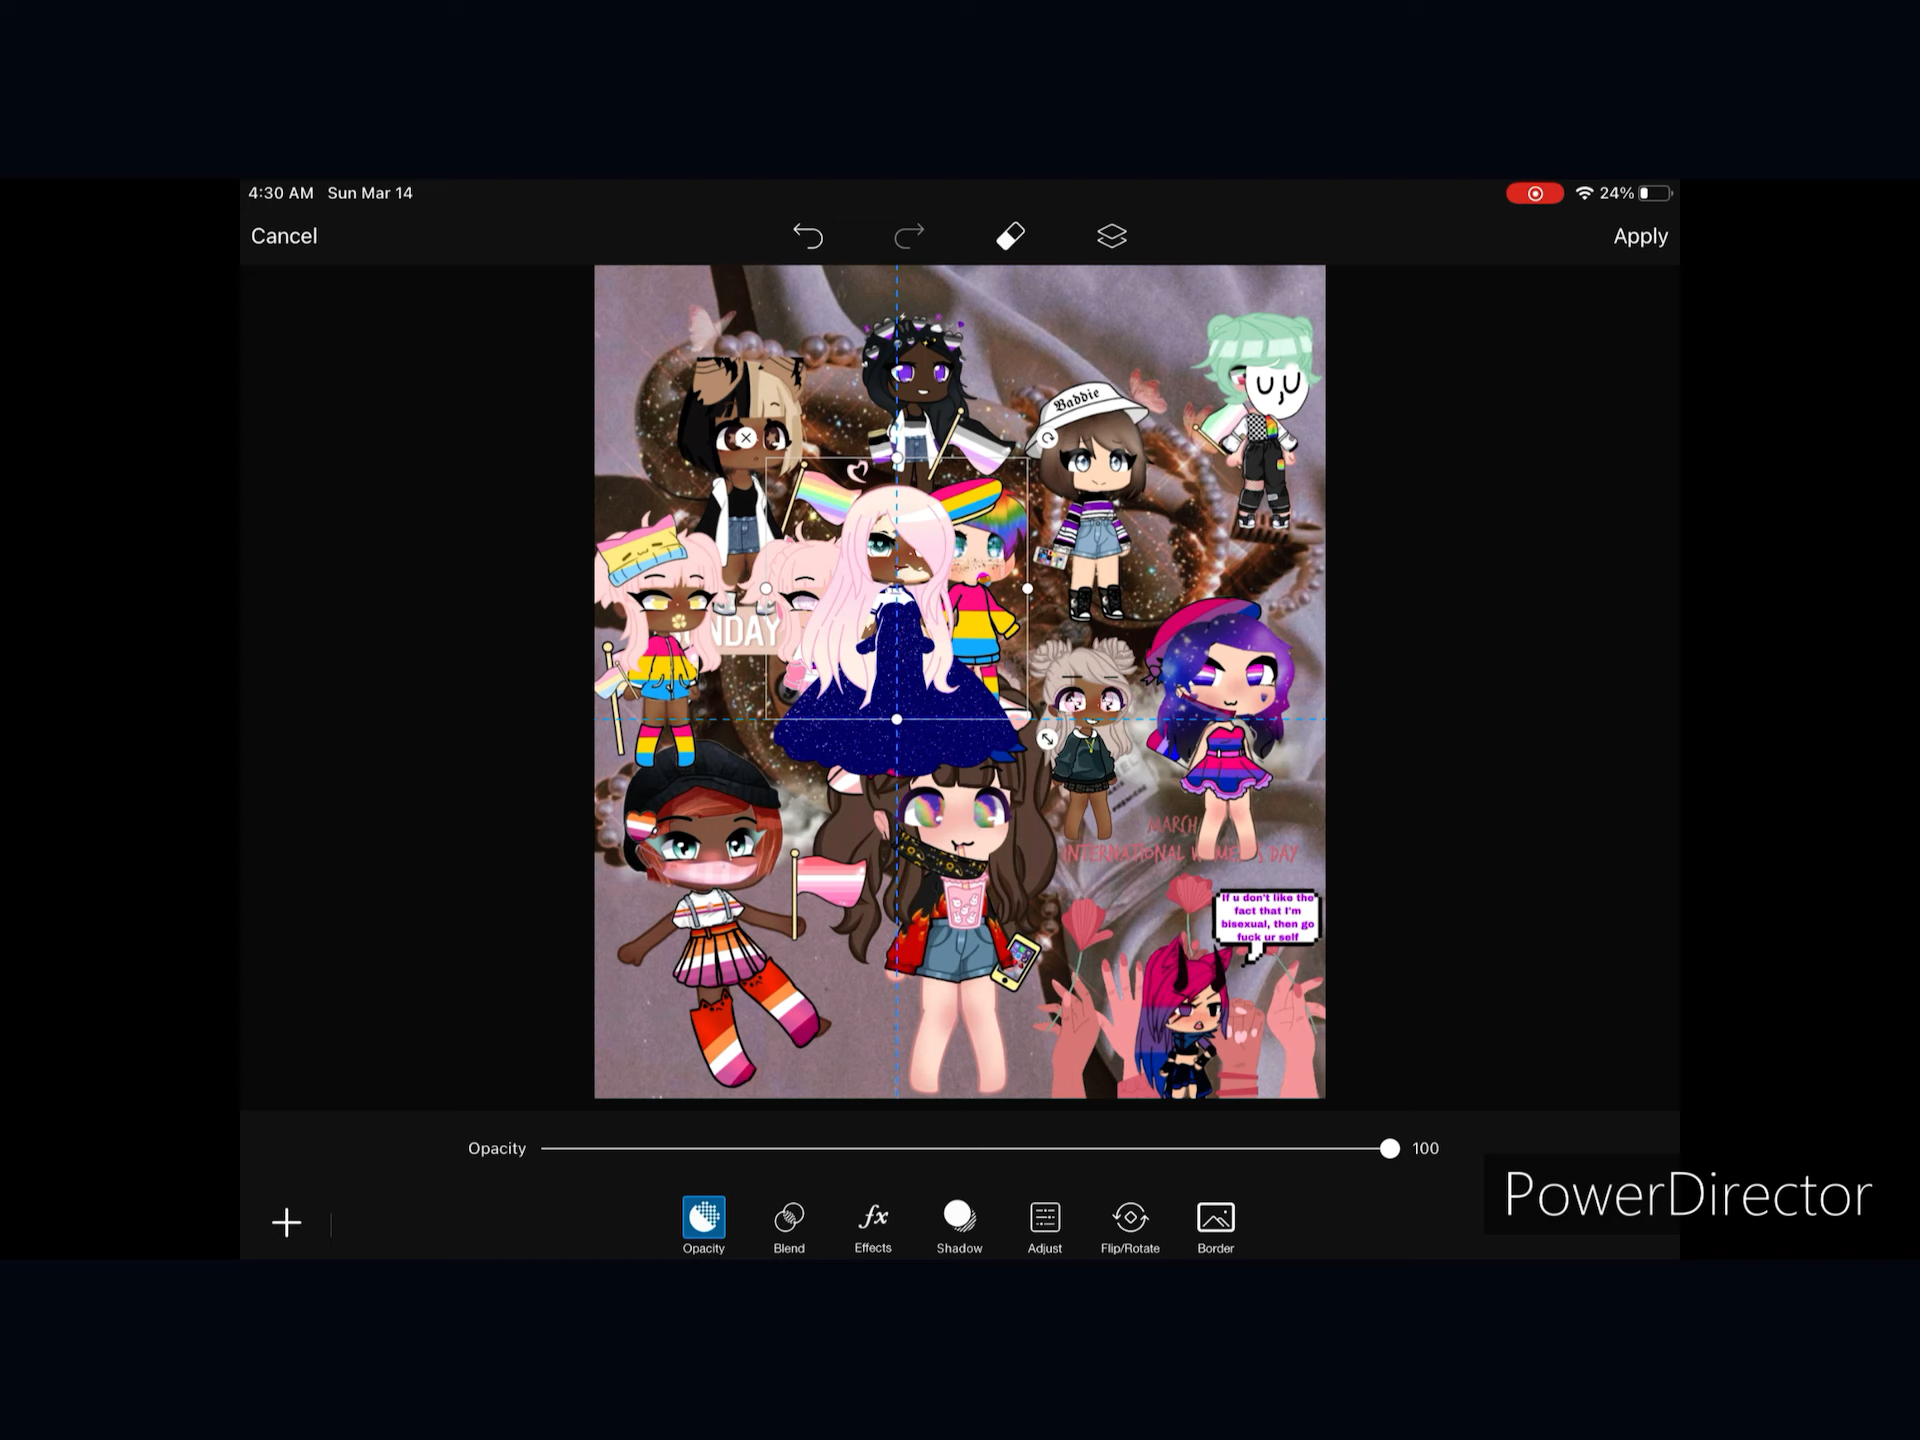 4:30 AM Sun Mar 14
24%
Cancel
Apply
Baddie
NDAY
MARCH
INTERNATIONAL DAY
If u don't like the
fact that I'm
bisexual, then go
fuck ur self
Opacity
100
Opacity
Blend
fx
Effects
Shadow
Adjust
Flip/Rotate
Border
PowerDirector